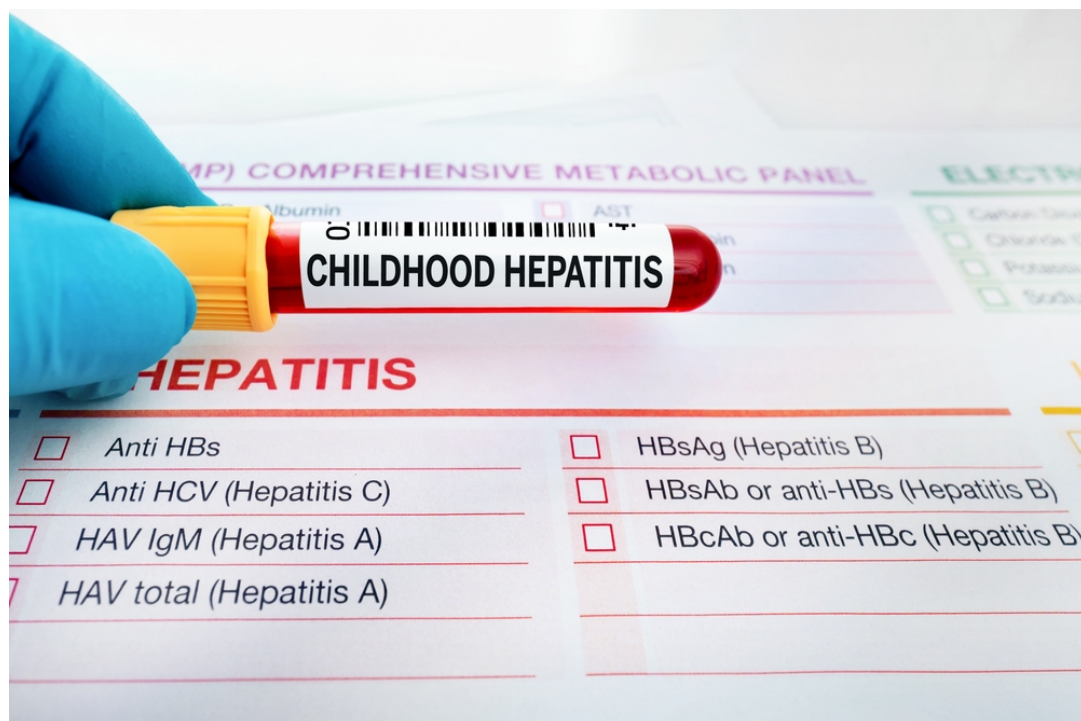 MP) COMPREHENSIVE METABOLIC PANEL
Albumin
AST
CHILDHOOD HEPATITIS
HEPATITIS
Anti HBs
Anti HCV (Hepatitis C)
HAV IgM (Hepatitis A)
HAV total (Hepatitis A)
HBsAg (Hepatitis B)
HBsAb or anti-HBs (Hepatitis B)
HBcAb or anti-HBc (Hepatitis B)